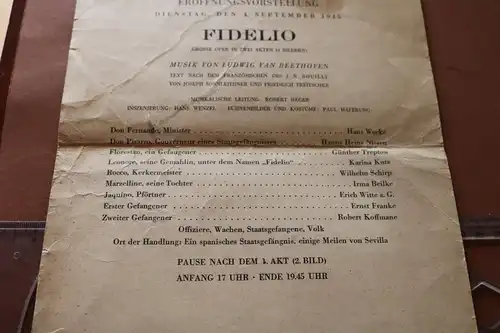 ERÖFFNUNGSVORSTELLUNG
DIENSTAG, DEN 4. SEPTEMBER 1945
FIDELIO
(GROSSE OPER IN ZWEI AKTEN (4 BILDERN)
MUSIK VON LUDWIG VAN BEETHOVEN
TEXT NACH DEM FRANZÖSISCHEN DES J. N. BOUILLY
VON JOSEPH SONNLEITHNER UND FRIEDRICH TREITSCHKE
MUSIKALISCHE LEITUNG: ROBERT HEGER
INSZENIERUNG: HANS WENZEL BÜHNENBILDER UND KOSTÜME: PAUL HAFERUNG
Don Fernando, Minister Hans Wocke
Don Pizarro, Gouverneur eines Staatsgefängnisses Hanns Heinz Nissen
Florestan, ein Gefangener Günther Treptow
Leonore, seine Gemahlin, unter dem Namen „Fidelio“ Karina Kutz
Rocco, Kerkermeister Wilhelm Schirp
Marzelline, seine Tochter Irma Beilke
Jaquino, Pförtner Erich Witte a. G.
Erster Gefangener Ernst Franke
Zweiter Gefangener Robert Koffmane
Offiziere, Wachen, Staatsgefangene, Volk
Ort der Handlung: Ein spanisches Staatsgefängnis, einige Meilen von Sevilla
PAUSE NACH DEM 1. AKT (2. BILD)
ANFANG 17 UHR - ENDE 19.45 UHR